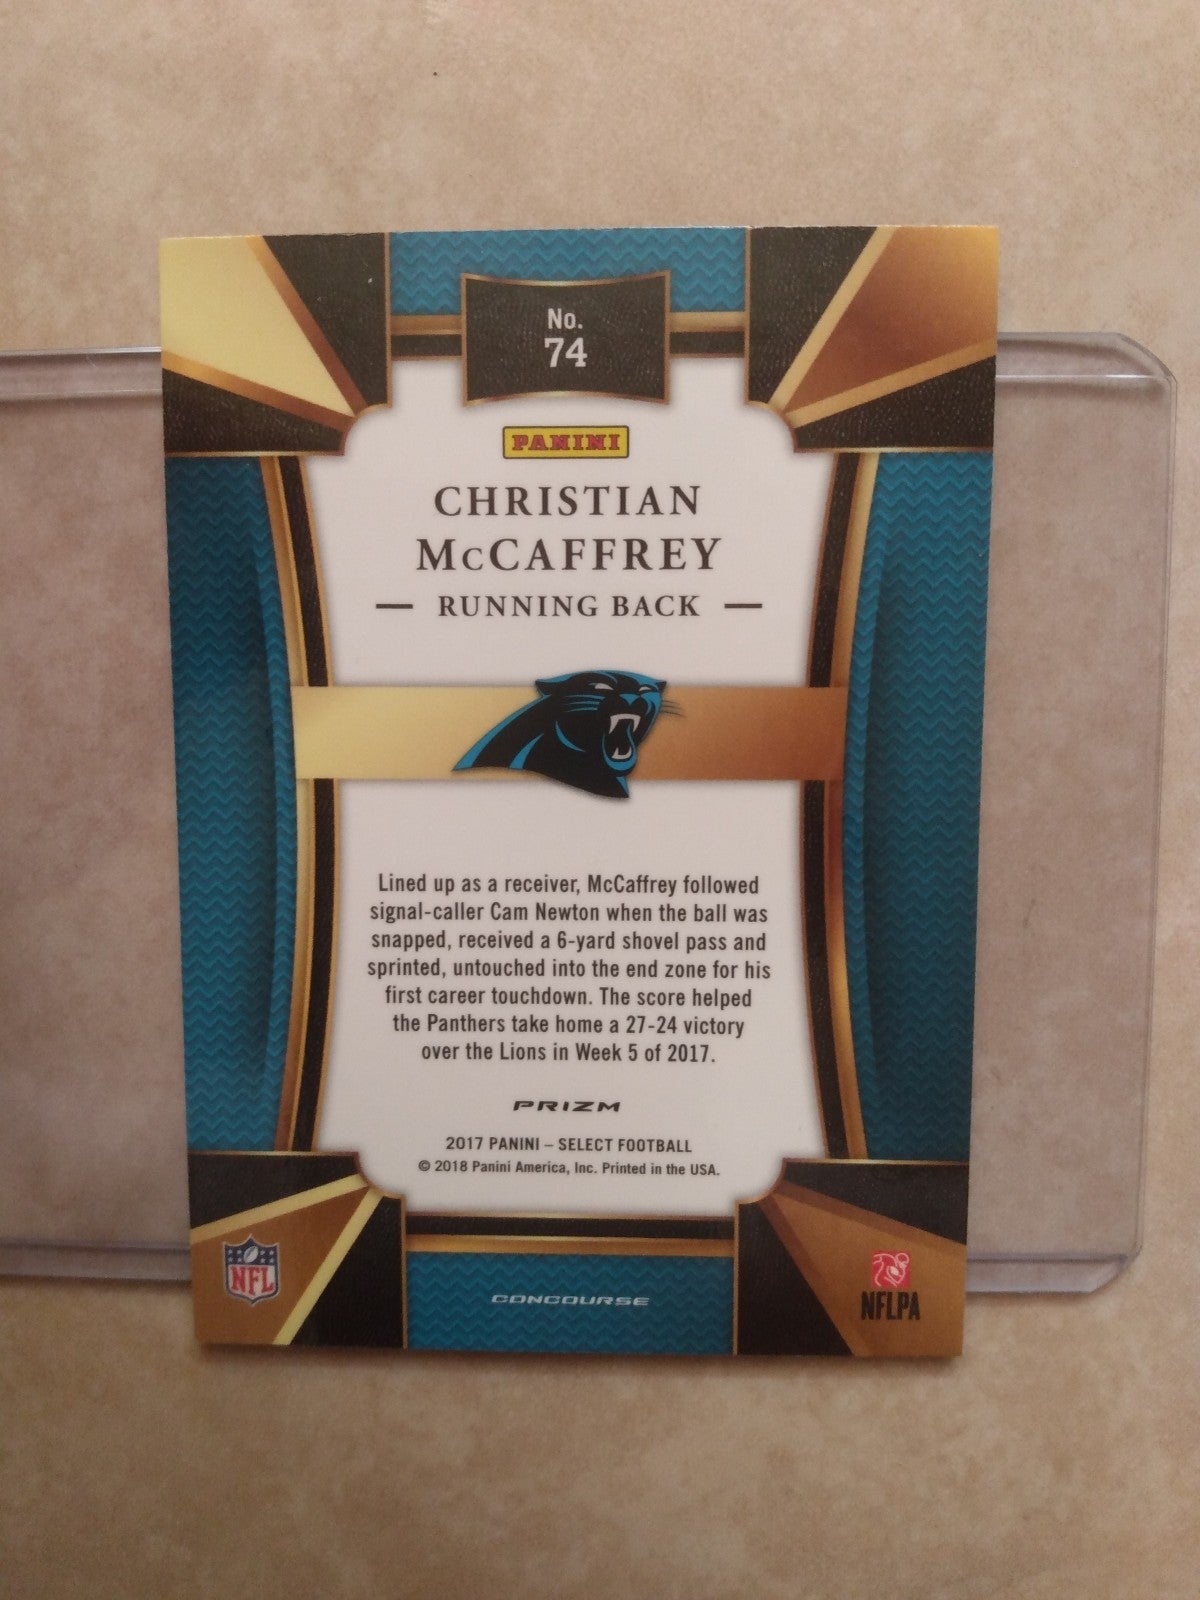 No.
74
PANINI
CHRISTIAN
McCAFFREY
— RUNNING BACK —
Lined up as a receiver, McCaffrey followed
signal-caller Cam Newton when the ball was
snapped, received a 6-yard shovel pass and
sprinted, untouched into the end zone for his
first career touchdown. The score helped
the Panthers take home a 27-24 victory
over the Lions in Week 5 of 2017.
PRIZM
2017 PANINI – SELECT FOOTBALL
© 2018 Panini America, Inc. Printed in the USA.
NFL
CONCOURSE
NFLPA